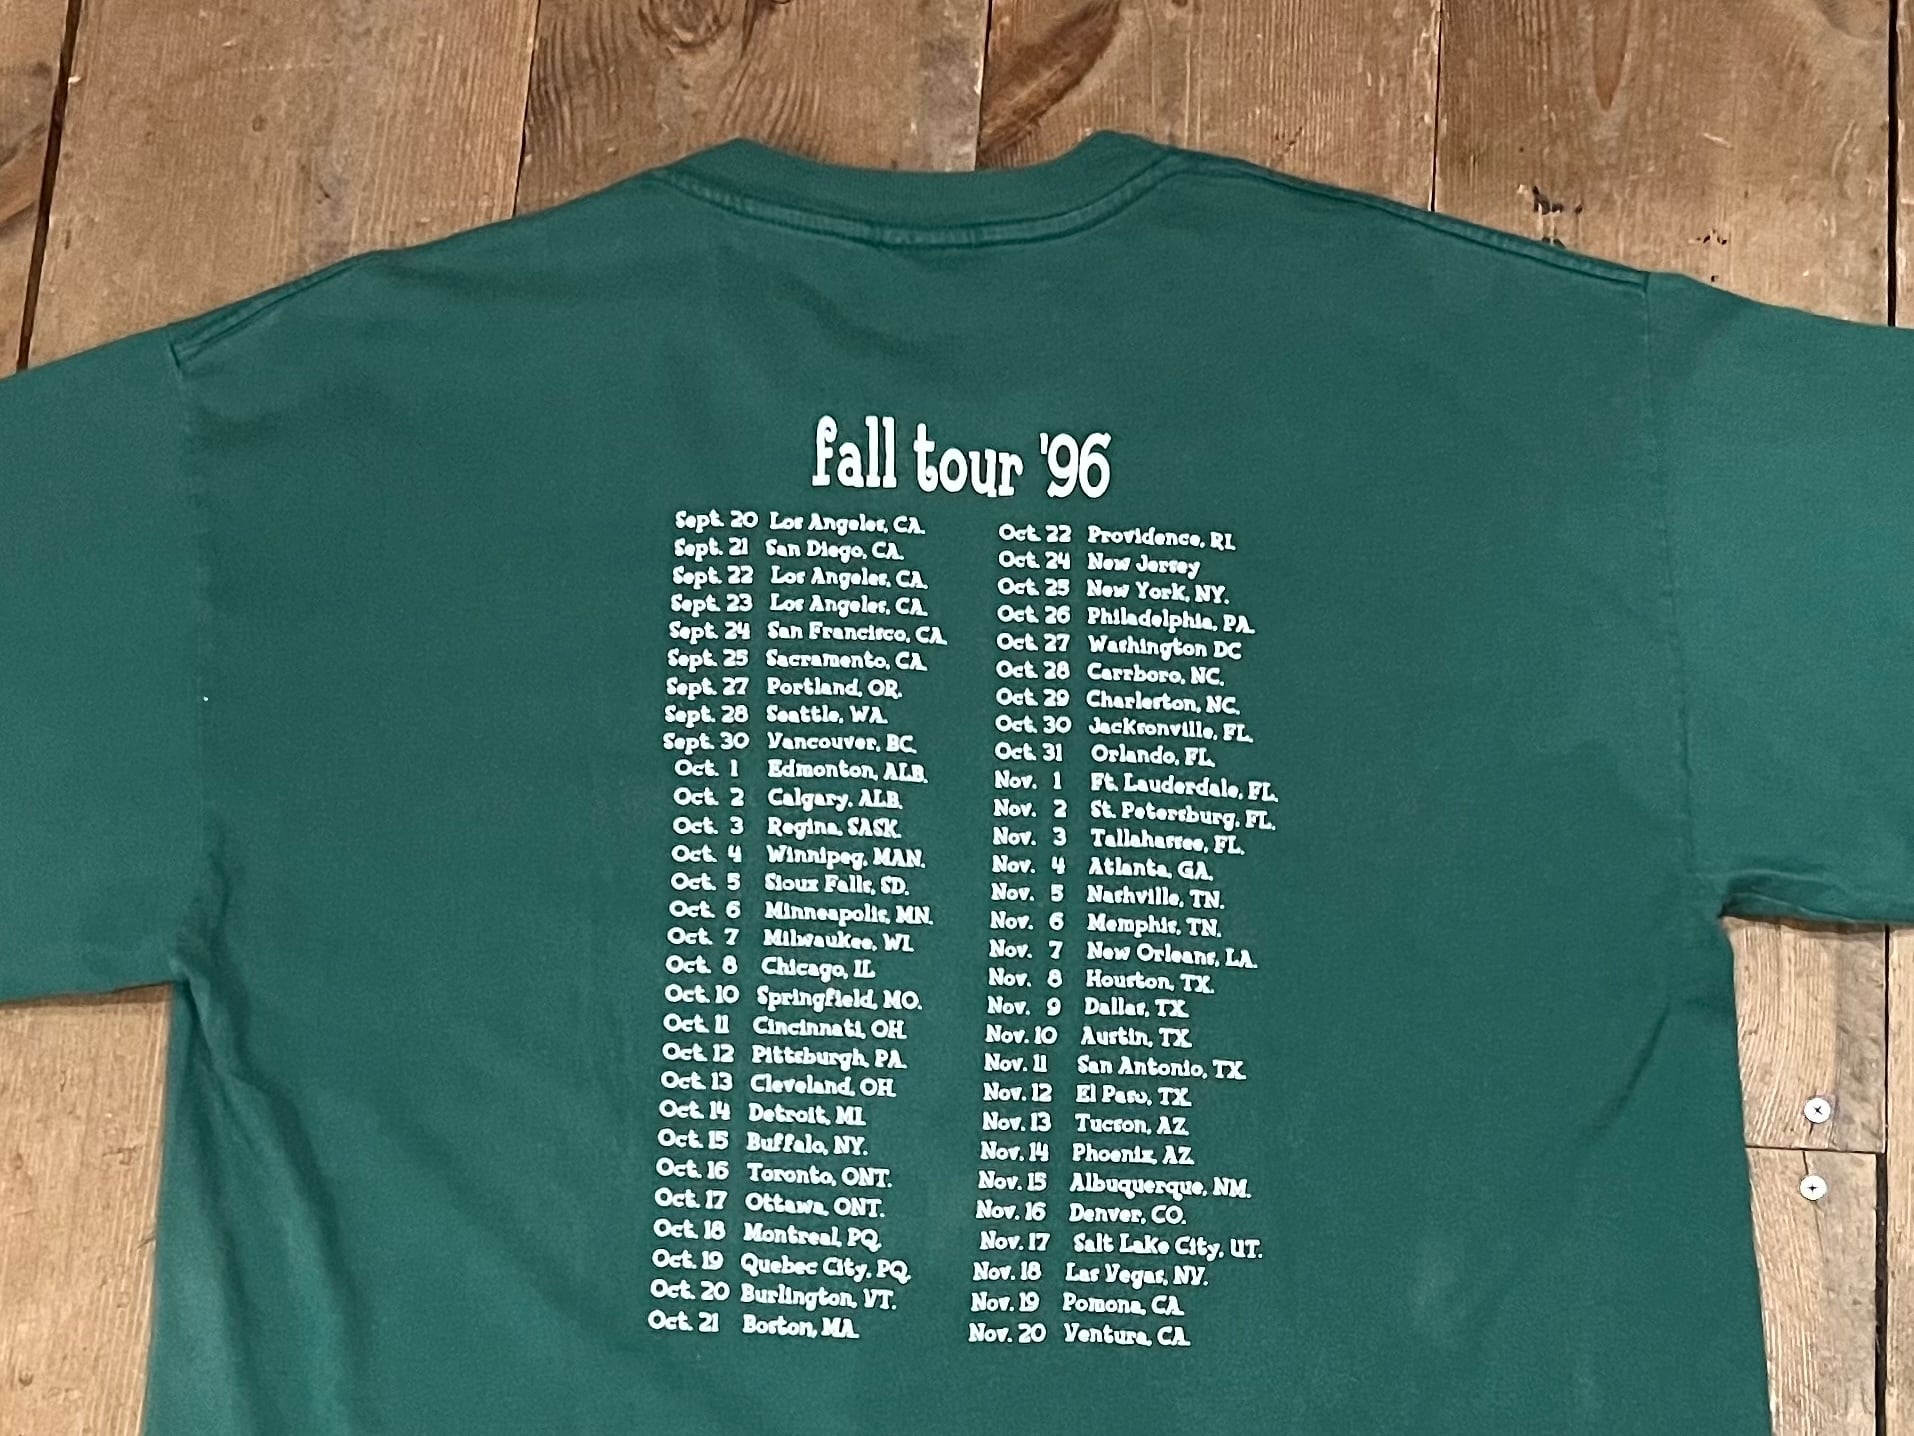 fall tour '96
Sept. 20 Los Angeles, CA.
Sept. 21 San Diego, CA.
Sept. 22 Los Angeles, CA.
Sept. 23 Los Angeles, CA.
Sept. 24 San Francisco, CA.
Sept. 25 Sacramento, CA.
Sept. 27 Portland, OR.
Sept. 28 Seattle, WA.
Sept. 30 Vancouver, BC.
Oct. 1 Edmonton, ALB.
Oct. 2 Calgary, ALB.
Oct. 3 Regina, SASK.
Oct. 4 Winnipeg, MAN.
Oct. 5 Sioux Falls, SD.
Oct. 6 Minneapolis, MN.
Oct. 7 Milwaukee, WI.
Oct. 8 Chicago, IL.
Oct. 10 Springfield, MO.
Oct. 11 Cincinnati, OH.
Oct. 12 Pittsburgh, PA.
Oct. 13 Cleveland, OH.
Oct. 14 Detroit, MI.
Oct. 15 Buffalo, NY.
Oct. 16 Toronto, ONT.
Oct. 17 Ottawa, ONT.
Oct. 18 Montreal, PQ.
Oct. 19 Quebec City, PQ.
Oct. 20 Burlington, VT.
Oct. 21 Boston, MA.
Oct. 22 Providence, RI.
Oct. 24 New Jersey
Oct. 25 New York, NY.
Oct. 26 Philadelphia, PA.
Oct. 27 Washington DC
Oct. 28 Carrboro, NC.
Oct. 29 Charleston, NC.
Oct. 30 Jacksonville, FL.
Oct. 31 Orlando, FL.
Nov. 1 Ft. Lauderdale, FL.
Nov. 2 St. Petersburg, FL.
Nov. 3 Tallahassee, FL.
Nov. 4 Atlanta, GA.
Nov. 5 Nashville, TN.
Nov. 6 Memphis, TN.
Nov. 7 New Orleans, LA.
Nov. 8 Houston, TX.
Nov. 9 Dallas, TX.
Nov. 10 Austin, TX.
Nov. 11 San Antonio, TX.
Nov. 12 El Paso, TX.
Nov. 13 Tucson, AZ.
Nov. 14 Phoenix, AZ.
Nov. 15 Albuquerque, NM.
Nov. 16 Denver, CO.
Nov. 17 Salt Lake City, UT.
Nov. 18 Las Vegas, NV.
Nov. 19 Pomona, CA.
Nov. 20 Ventura, CA.